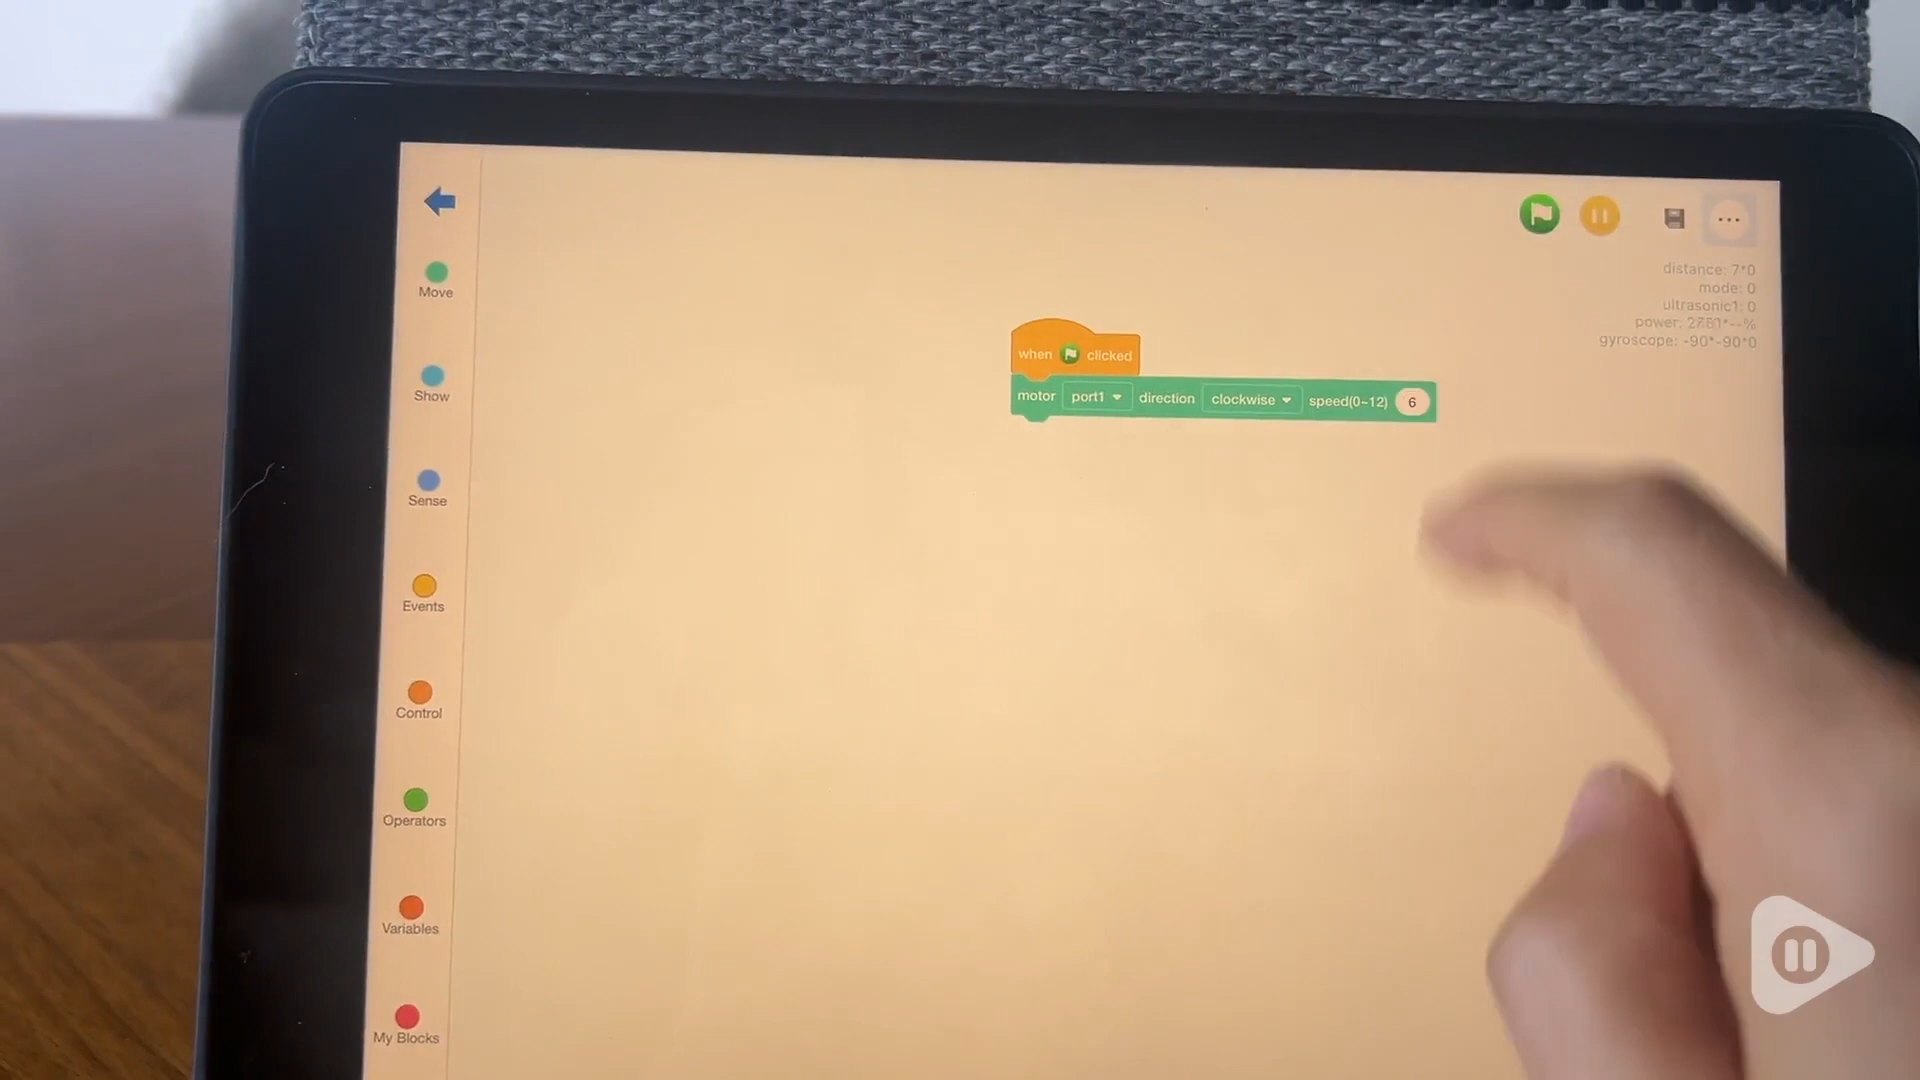 Move
Show
Sense
Events
Control
Operators
Variables
My Blocks
when clicked
motor port1 direction clockwise speed(0~12) 6
distance: 7*0
mode: 0
ultrasonic1: 0
power: *--%
gyroscope: -90*-90*0